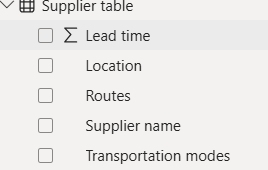 Supplier table
Lead time
Location
Routes
Supplier name
Transportation modes